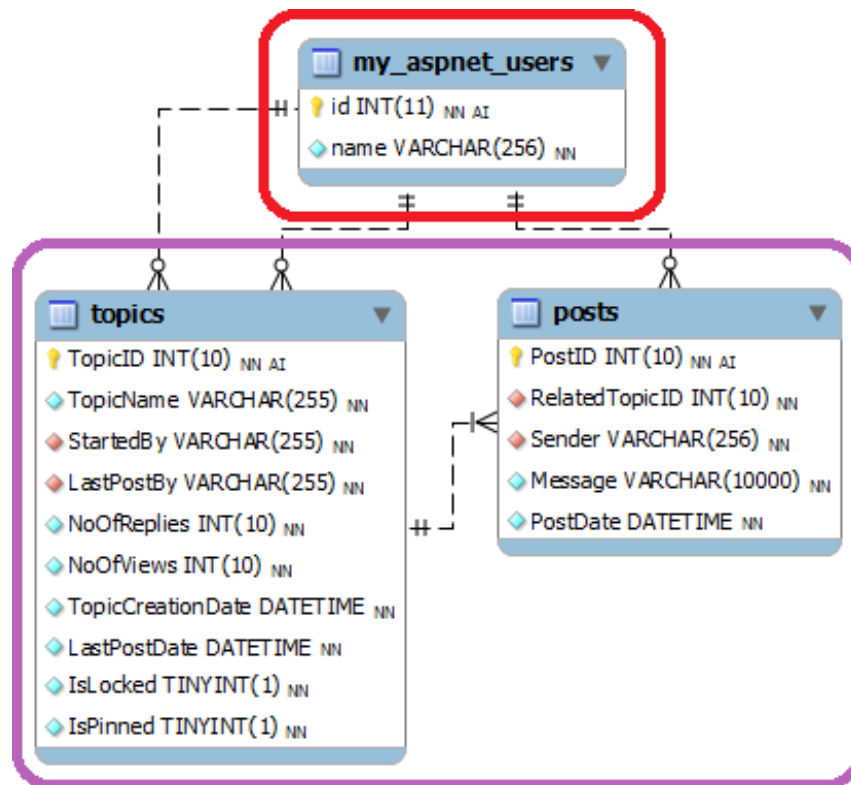 my_aspnet_users
id INT(11) NN AI
name VARCHAR(256) NN
topics
TopicID INT(10) NN AI
TopicName VARCHAR(255) NN
StartedBy VARCHAR(255) NN
LastPostBy VARCHAR(255) NN
NoOfReplies INT(10) NN
NoOfViews INT(10) NN
TopicCreationDate DATETIME NN
LastPostDate DATETIME NN
IsLocked TINYINT(1) NN
IsPinned TINYINT(1) NN
posts
PostID INT(10) NN AI
RelatedTopicID INT(10) NN
Sender VARCHAR(256) NN
Message VARCHAR(10000) NN
PostDate DATETIME NN